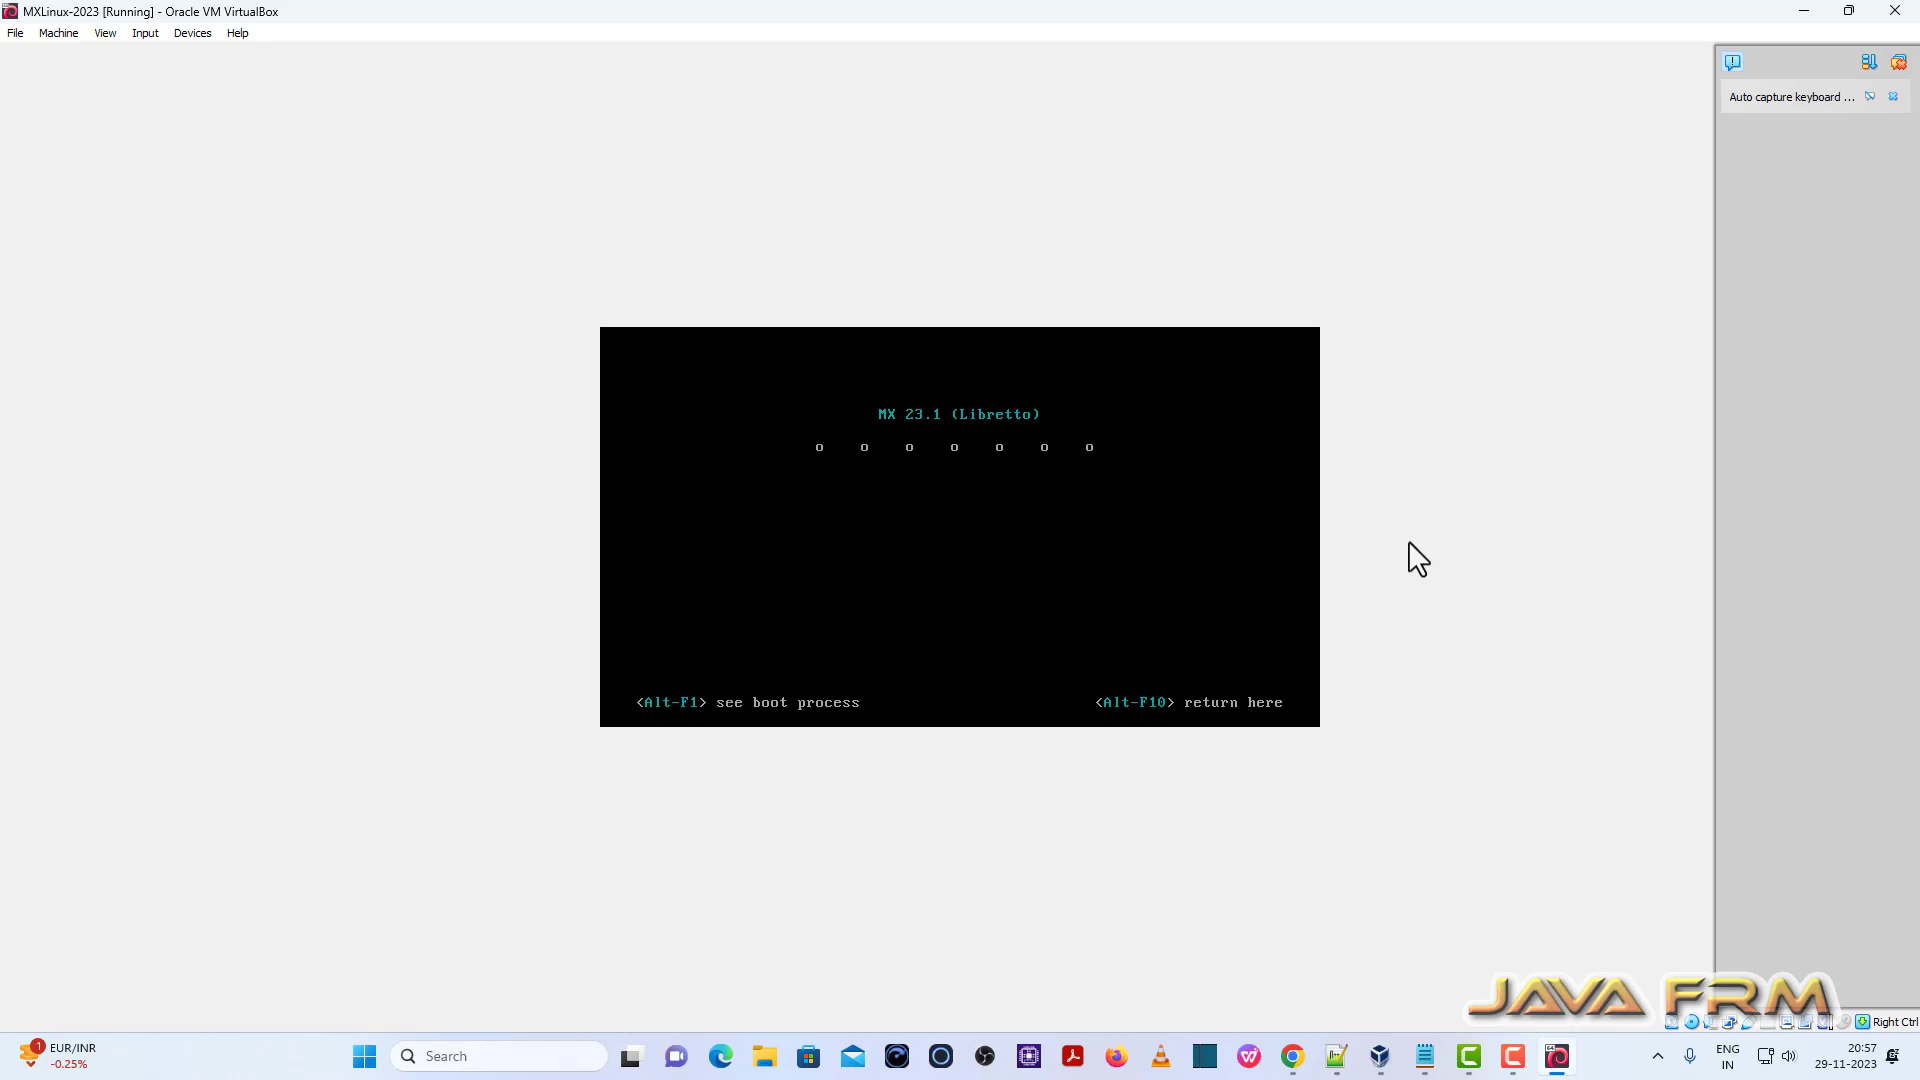 MXLinux-2023 [Running] - Oracle VM VirtualBox
File Machine View Input Devices Help
Auto capture keyboard ...
MX 23.1 (Libretto)
o o o o o o o
<Alt-F1> see boot process <Alt-F10> return here
JAVA FRM
Right Ctrl
1
EUR/INR
-0.25%
Search
ENG
IN
20:57
29-11-2023